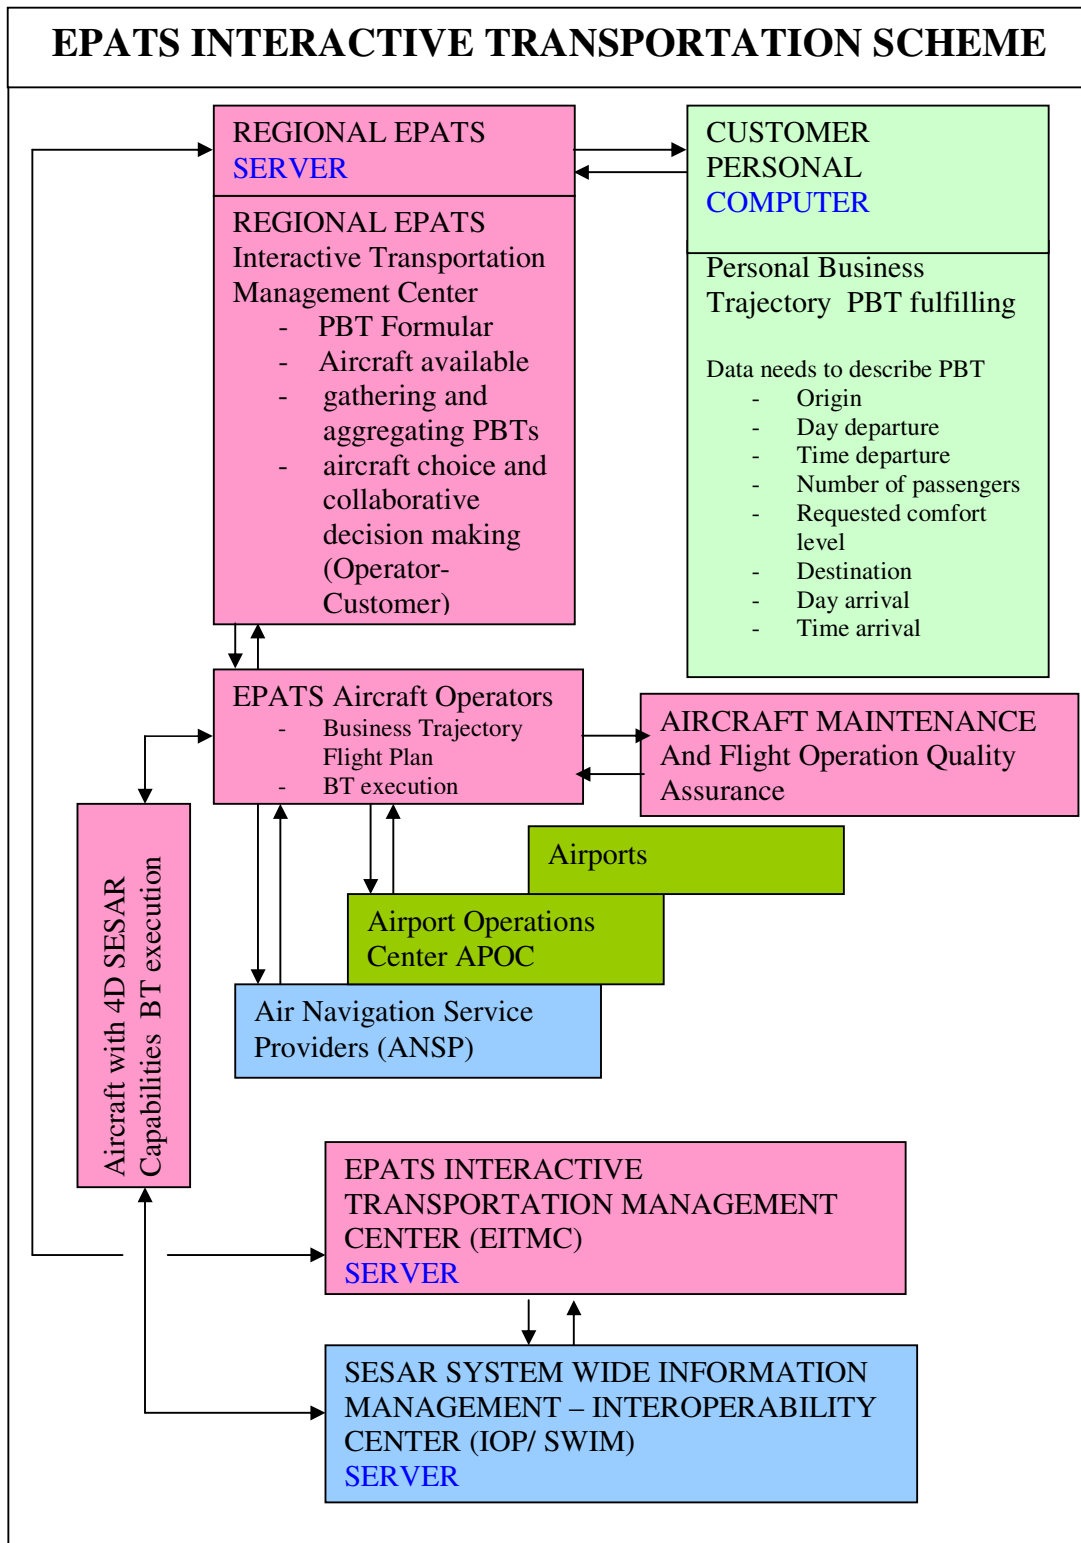 EPATS INTERACTIVE TRANSPORTATION SCHEME
REGIONAL EPATS
SERVER
REGIONAL EPATS
Interactive Transportation
Management Center
- PBT Formular
- Aircraft available
- gathering and
aggregating PBTs
- aircraft choice and
collaborative
decision making
(Operator-
Customer)
CUSTOMER
PERSONAL
COMPUTER
Personal Business
Trajectory PBT fulfilling
Data needs to describe PBT
- Origin
- Day departure
- Time departure
- Number of passengers
- Requested comfort
level
- Destination
- Day arrival
- Time arrival
EPATS Aircraft Operators
- Business Trajectory
Flight Plan
- BT execution
AIRCRAFT MAINTENANCE
And Flight Operation Quality
Assurance
Airports
Airport Operations
Center APOC
Air Navigation Service
Providers (ANSP)
Aircraft with 4D SESAR
Capabilities BT execution
EPATS INTERACTIVE
TRANSPORTATION MANAGEMENT
CENTER (EITMC)
SERVER
SESAR SYSTEM WIDE INFORMATION
MANAGEMENT – INTEROPERABILITY
CENTER (IOP/ SWIM)
SERVER